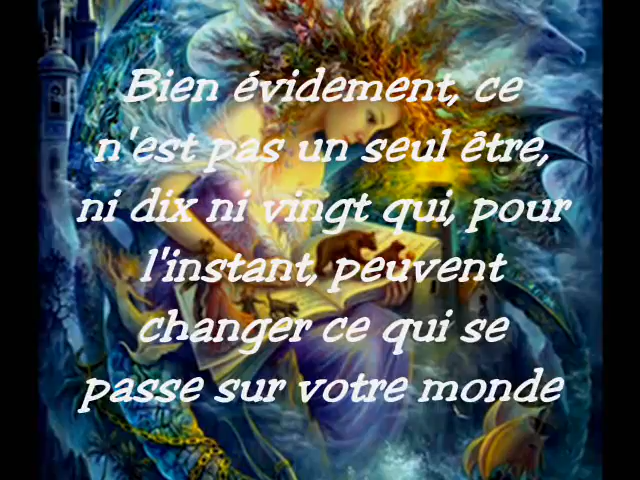 Bien évidement, ce
n'est pas un seul être,
ni dix ni vingt qui, pour
l'instant, peuvent
changer ce qui se
passe sur votre monde